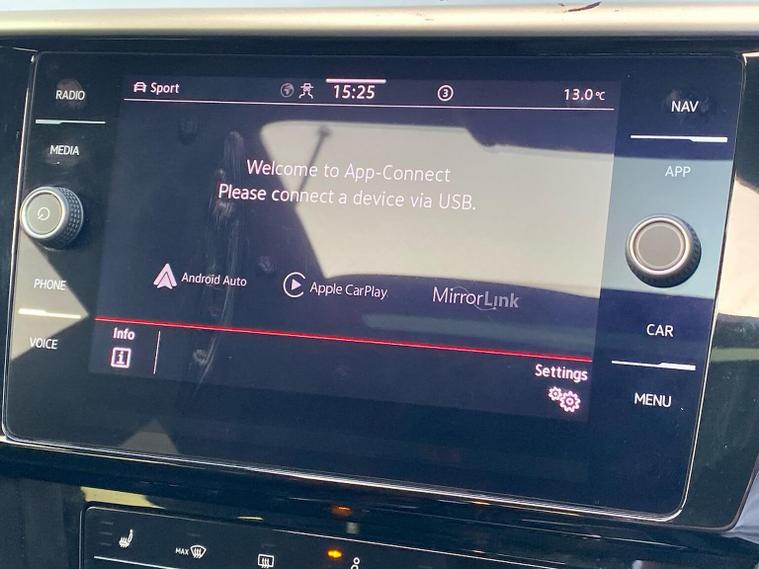 RADIO
MEDIA
PHONE
VOICE
Sport
15:25
3
13.0°C
Welcome to App-Connect
Please connect a device via USB.
Android Auto
Apple CarPlay
MirrorLink
Info
i
Settings
NAV
APP
CAR
MENU
MAX